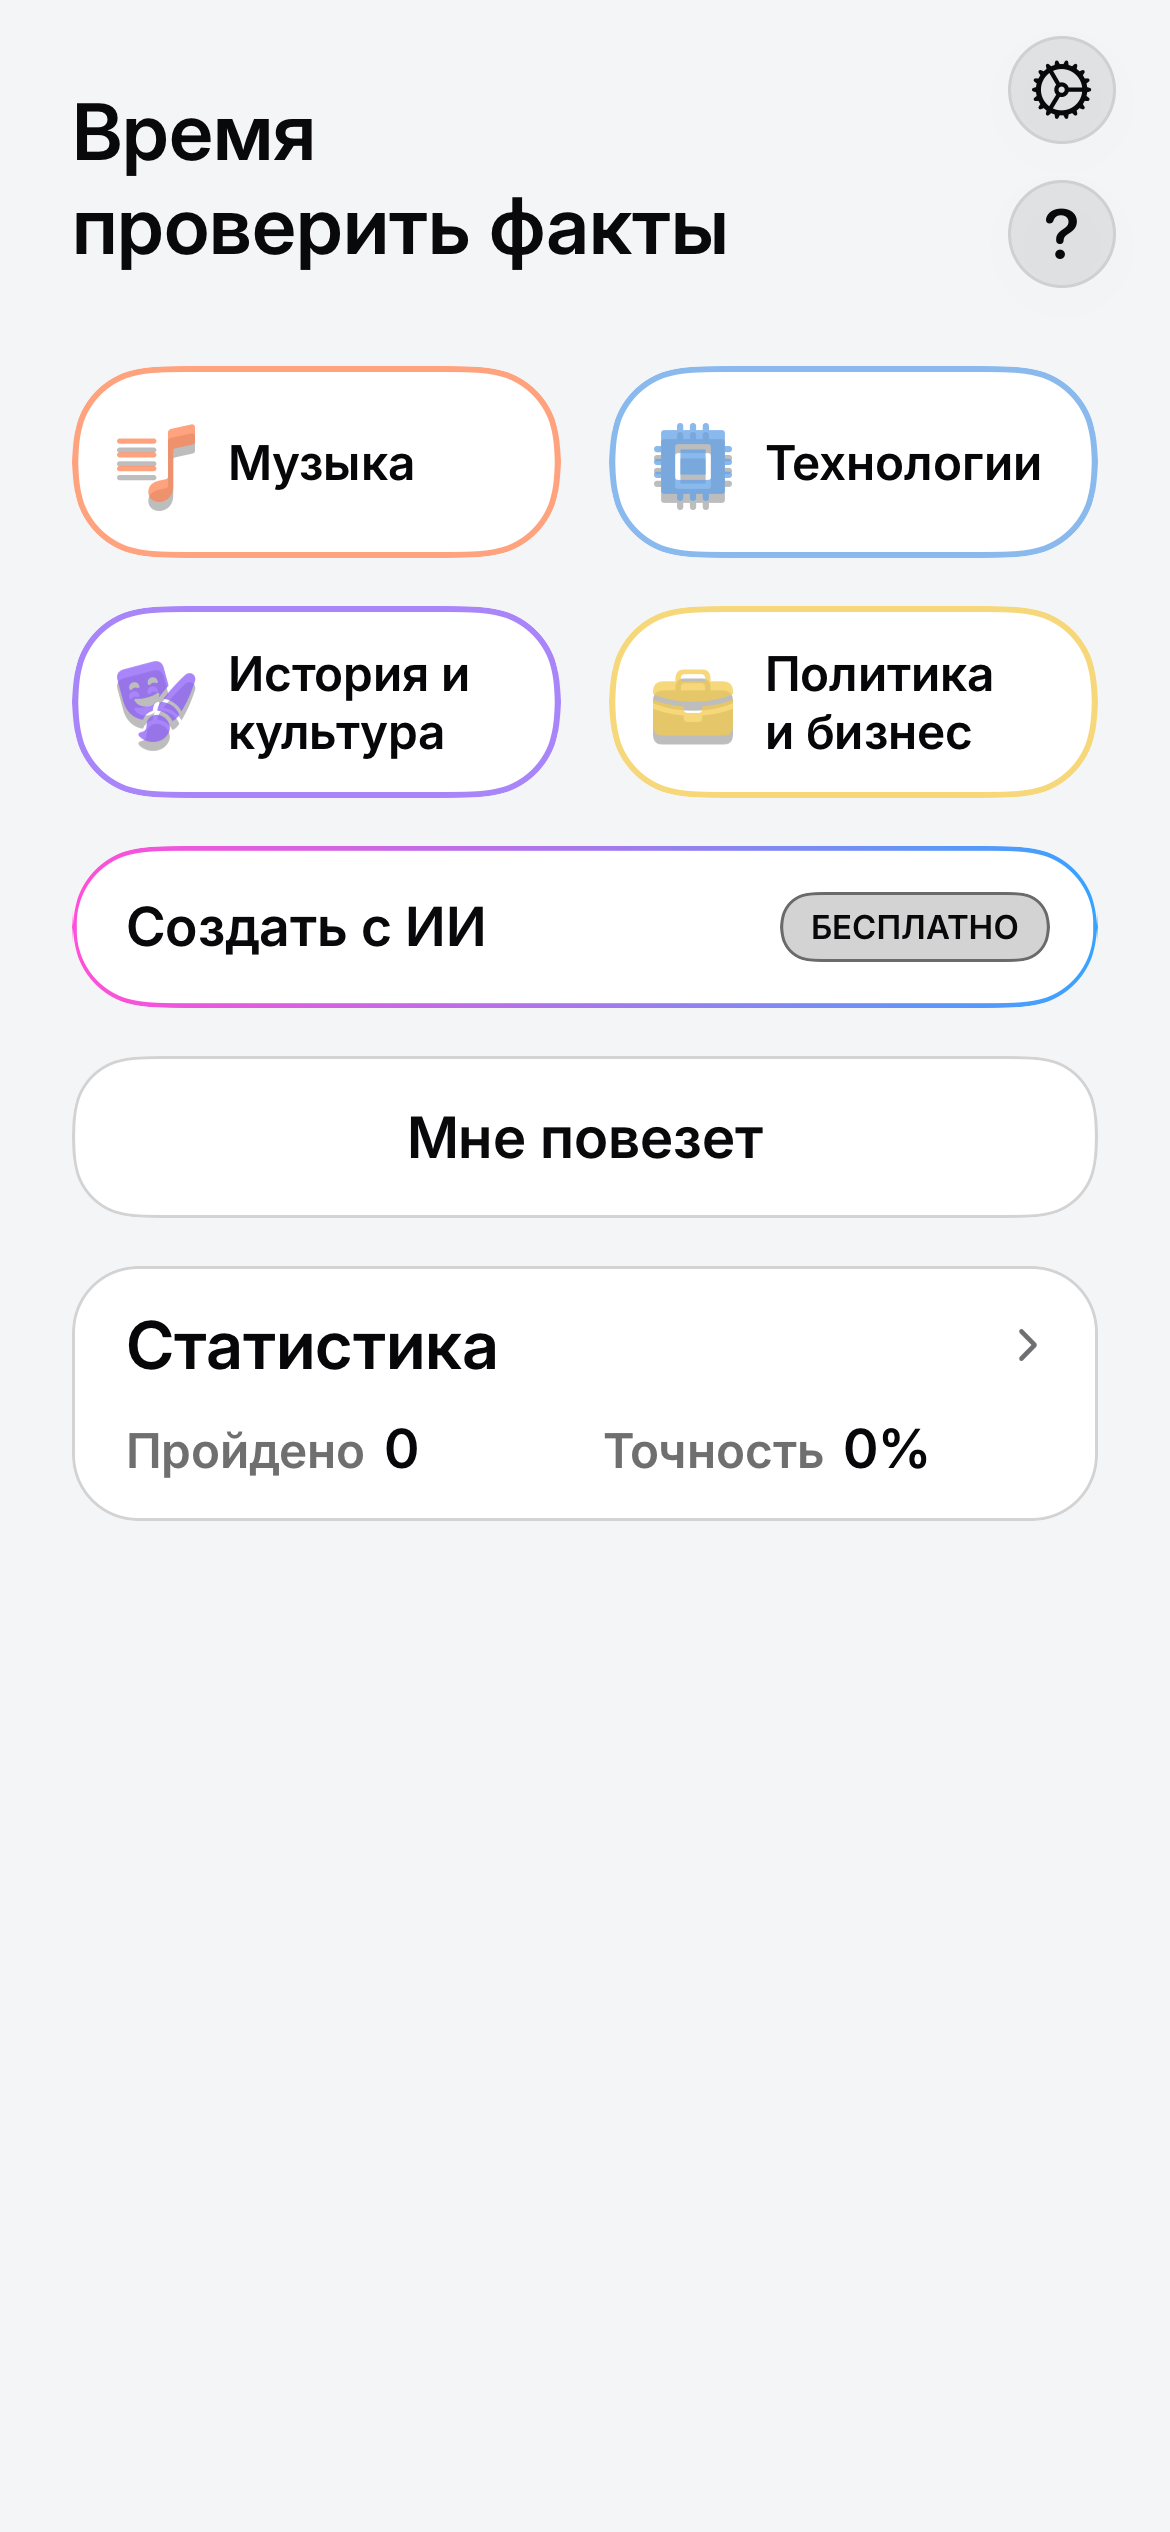 Время
проверить факты
?
Музыка
Технологии
История и
культура
Политика
и бизнес
Создать с ИИ
БЕСПЛАТНО
Мне повезет
Статистика
Пройдено 0
Точность 0%